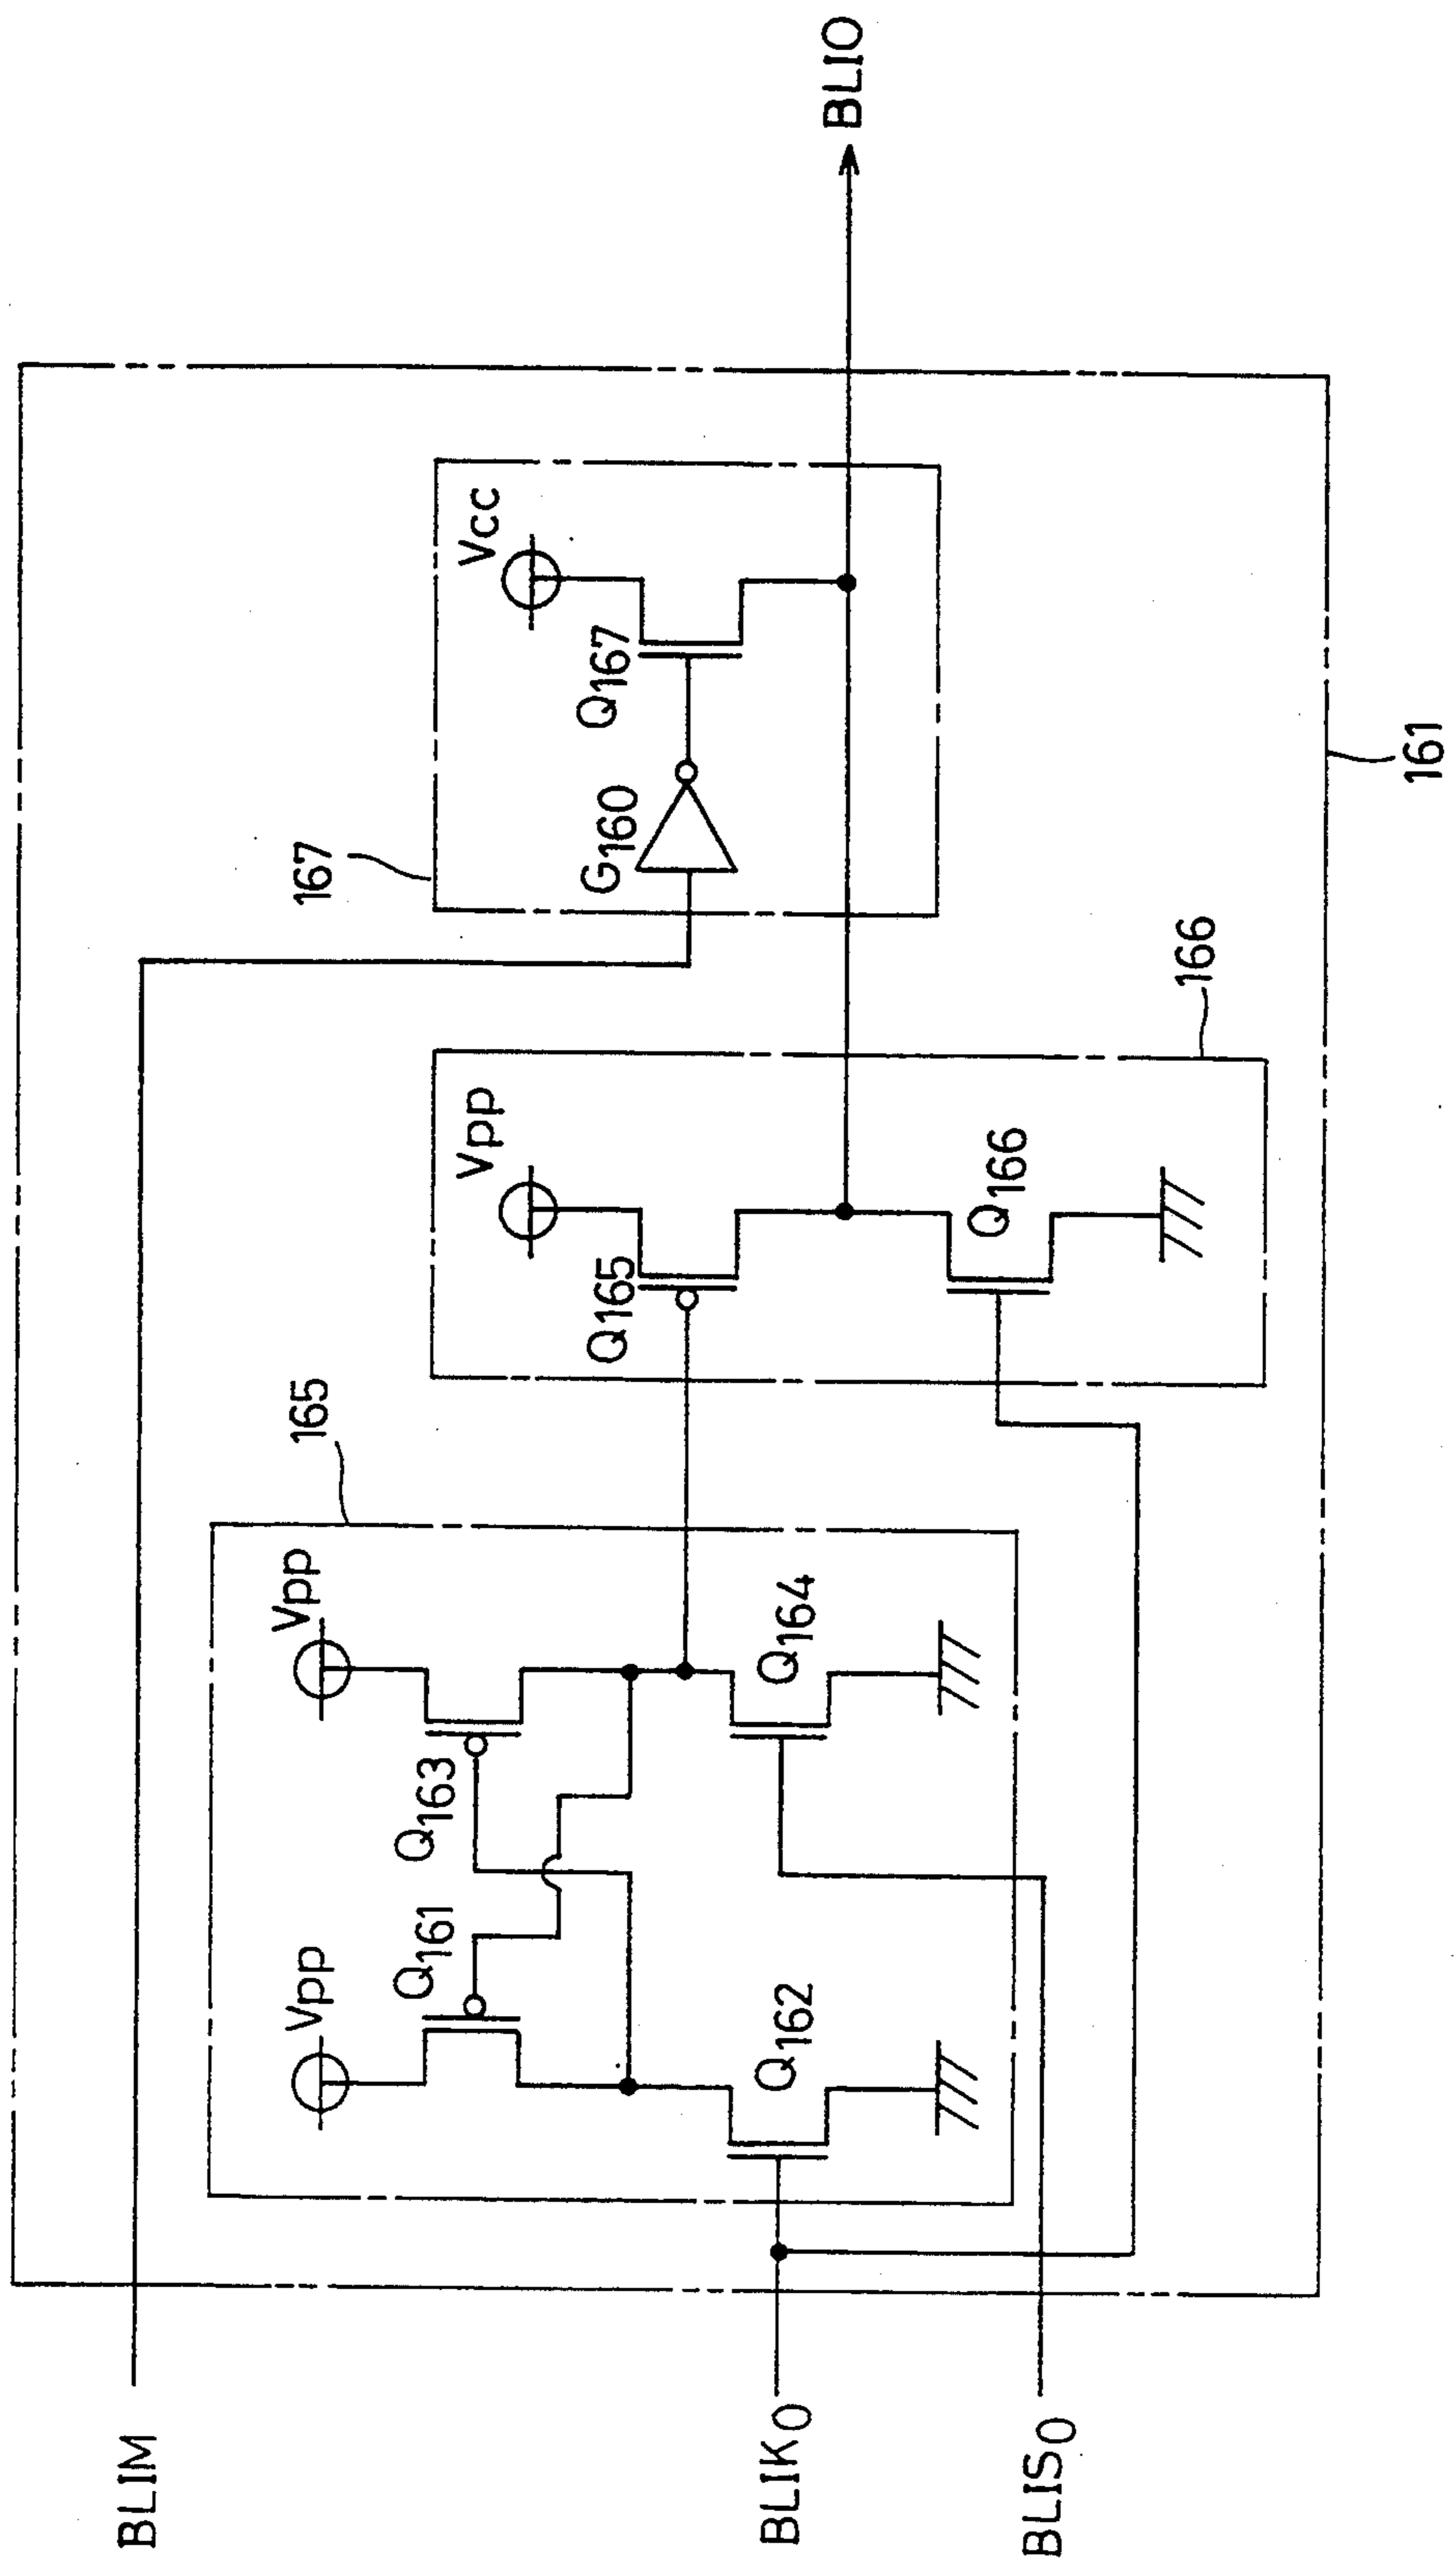 BLIM
BLIK0
BLIS0
165
Vpp
Q161
Q162
Vpp
Q163
Q164
166
Vpp
Q165
Q166
167
G160
Q167
Vcc
161
BLIO